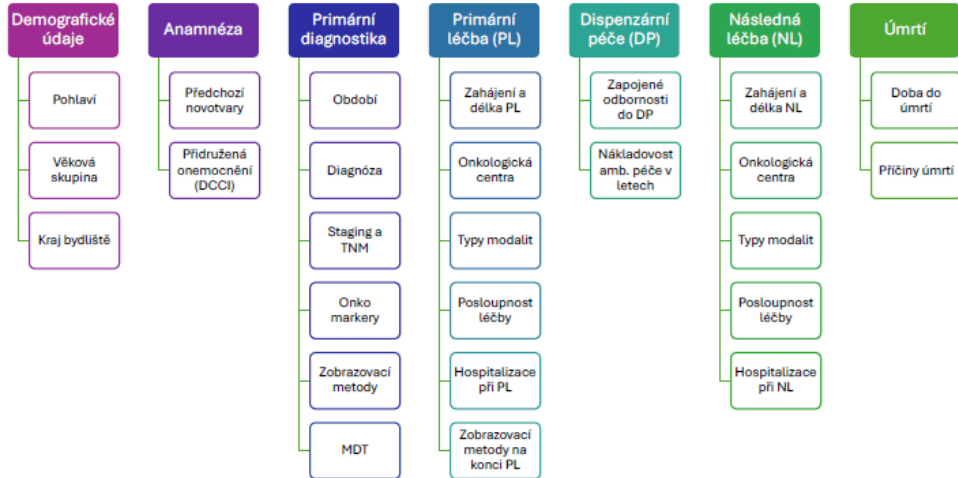 Demografické
údaje
Pohlaví
Věková
skupina
Kraj bydliště
Anamnéza
Předchozí
novotvary
Přidružená
onemocnění
(DCCI)
Primární
diagnostika
Období
Diagnóza
Staging a
TNM
Onko
markery
Zobrazovací
metody
MDT
Primární
léčba (PL)
Zahájení a
délka PL
Onkologická
centra
Typy modalit
Posloupnost
léčby
Hospitalizace
při PL
Zobrazovací
metody na
konci PL
Dispenzární
péče (DP)
Zapojené
odbornosti
do DP
Nákladovost
amb. péče v
letech
Následná
léčba (NL)
Zahájení a
délka NL
Onkologická
centra
Typy modalit
Posloupnost
léčby
Hospitalizace
při NL
Úmrtí
Doba do
úmrtí
Příčiny úmrtí